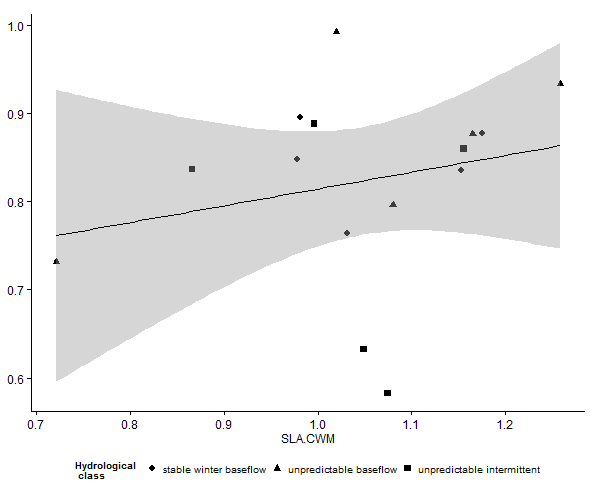 1.0
0.9
0.8
0.7
0.6
0.7 0.8 0.9 1.0 1.1 1.2
SLA.CWM
Hydrological
class
stable winter baseflow unpredictable baseflow unpredictable intermittent